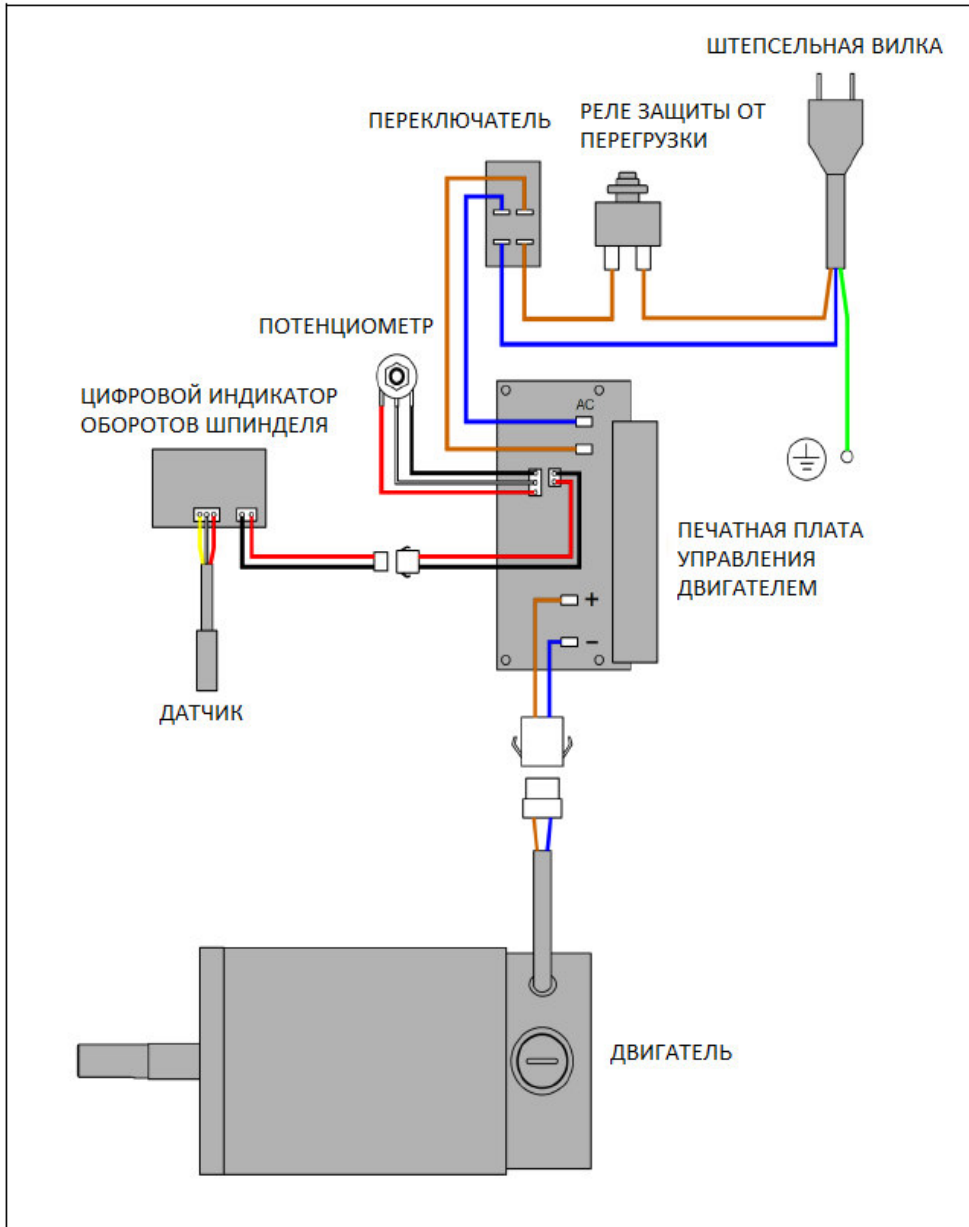 ШТЕПСЕЛЬНАЯ ВИЛКА
ПЕРЕКЛЮЧАТЕЛЬ
РЕЛЕ ЗАЩИТЫ ОТ
ПЕРЕГРУЗКИ
ПОТЕНЦИОМЕТР
ЦИФРОВОЙ ИНДИКАТОР
ОБОРОТОВ ШПИНДЕЛЯ
AC
ПЕЧАТНАЯ ПЛАТА
УПРАВЛЕНИЯ
ДВИГАТЕЛЕМ
+
−
ДАТЧИК
ДВИГАТЕЛЬ